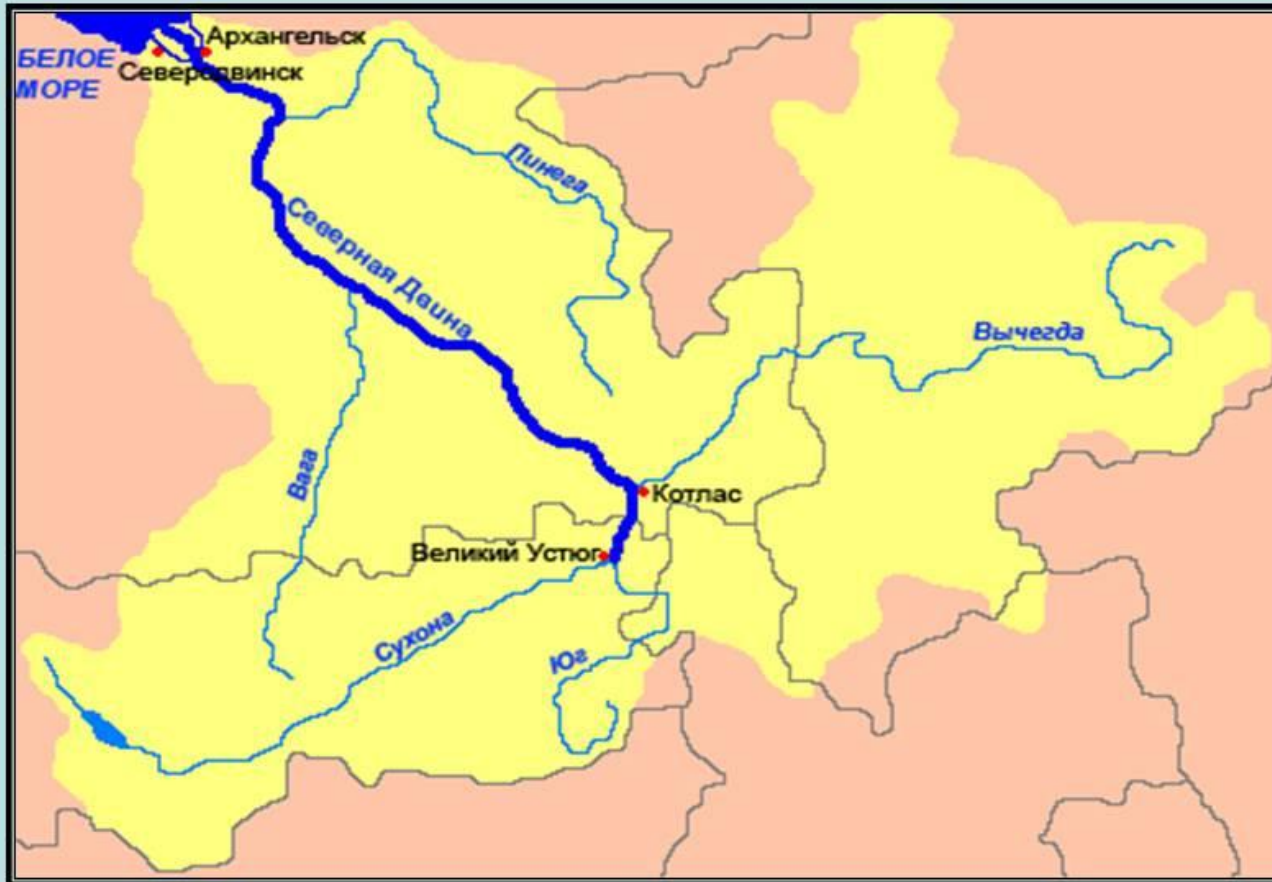 Архангельск
БЕЛОЕ
МОРЕ
Северодвинск
Пинега
Северная Двина
Вычегда
Вага
Котлас
Великий Устюг
Сухона
Юг